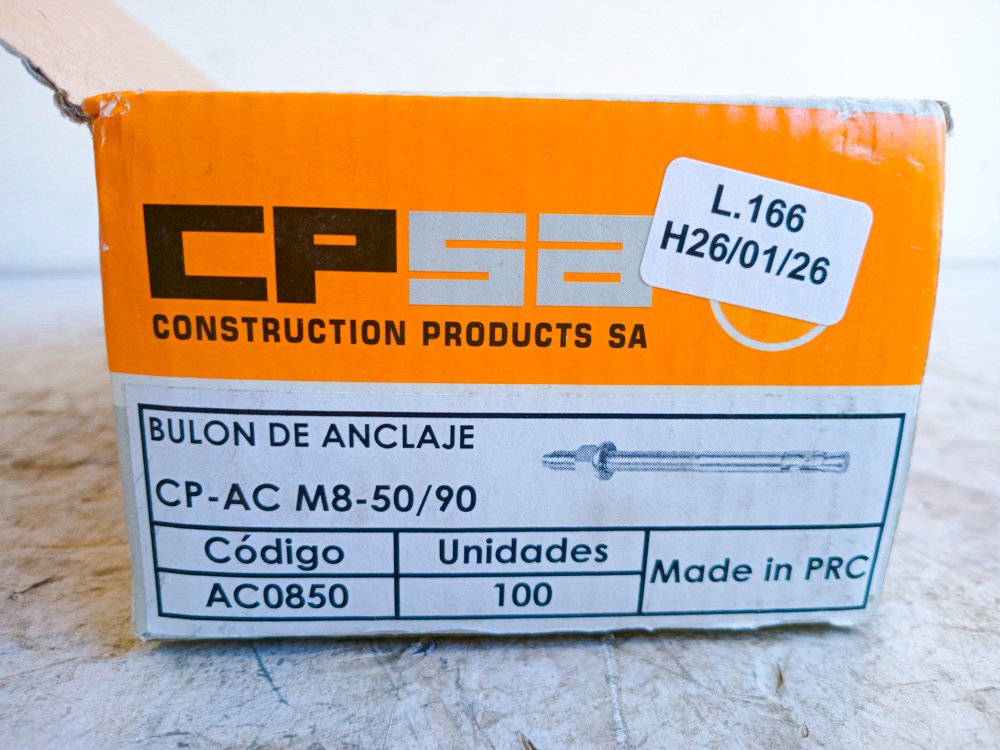 CPSA
CONSTRUCTION PRODUCTS SA
L.166
H26/01/26
BULON DE ANCLAJE
CP-AC M8-50/90
Código
Unidades
Made in PRC
AC0850
100